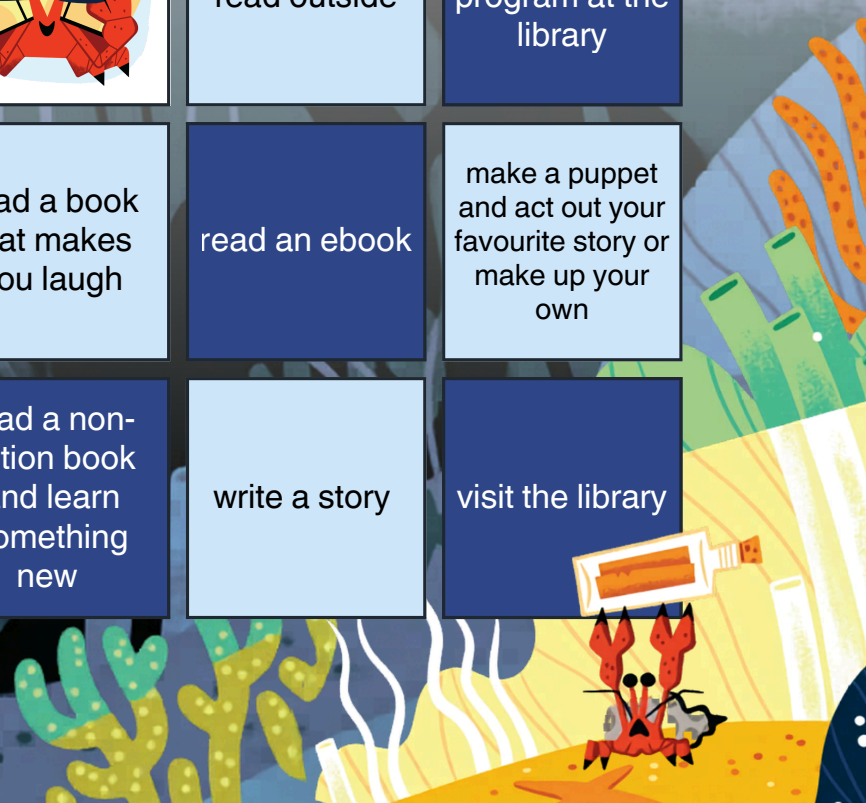 read outside
program at the
library
ad a book
at makes
ou laugh
read an ebook
make a puppet
and act out your
favourite story or
make up your
own
ad a non-
tion book
nd learn
omething
new
write a story
visit the library